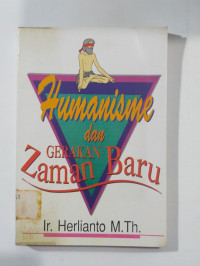 Humanisme
dan
GERAKAN
Zaman Baru
Ir. Herlianto M.Th.